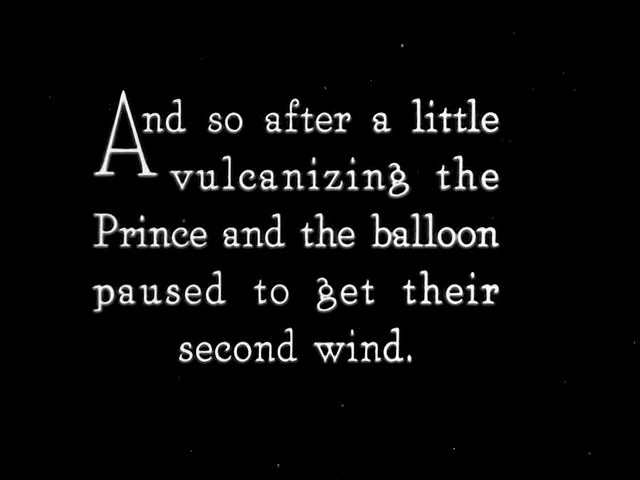 And so after a little
vulcanizing the
Prince and the balloon
paused to get their
second wind.